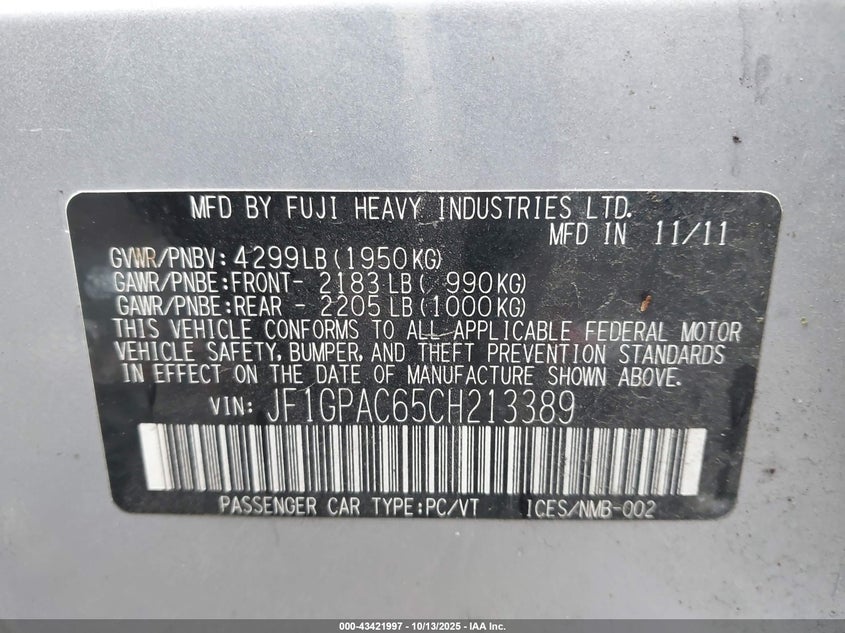 MFD BY FUJI HEAVY INDUSTRIES LTD.
MFD IN 11/11
GVWR/PNBV: 4299LB (1950KG)
GAWR/PNBE:FRONT- 2183 LB ( 990KG)
GAWR/PNBE:REAR - 2205 LB (1000KG)
THIS VEHICLE CONFORMS TO ALL APPLICABLE FEDERAL MOTOR
VEHICLE SAFETY, BUMPER, AND THEFT PREVENTION STANDARDS
IN EFFECT ON THE DATE OF MANUFACTURE SHOWN ABOVE.
VIN: JF1GPAC65CH213389
PASSENGER CAR TYPE:PC/VT ICES/NMB-002
000-43421997 - 10/13/2025 - IAA Inc.